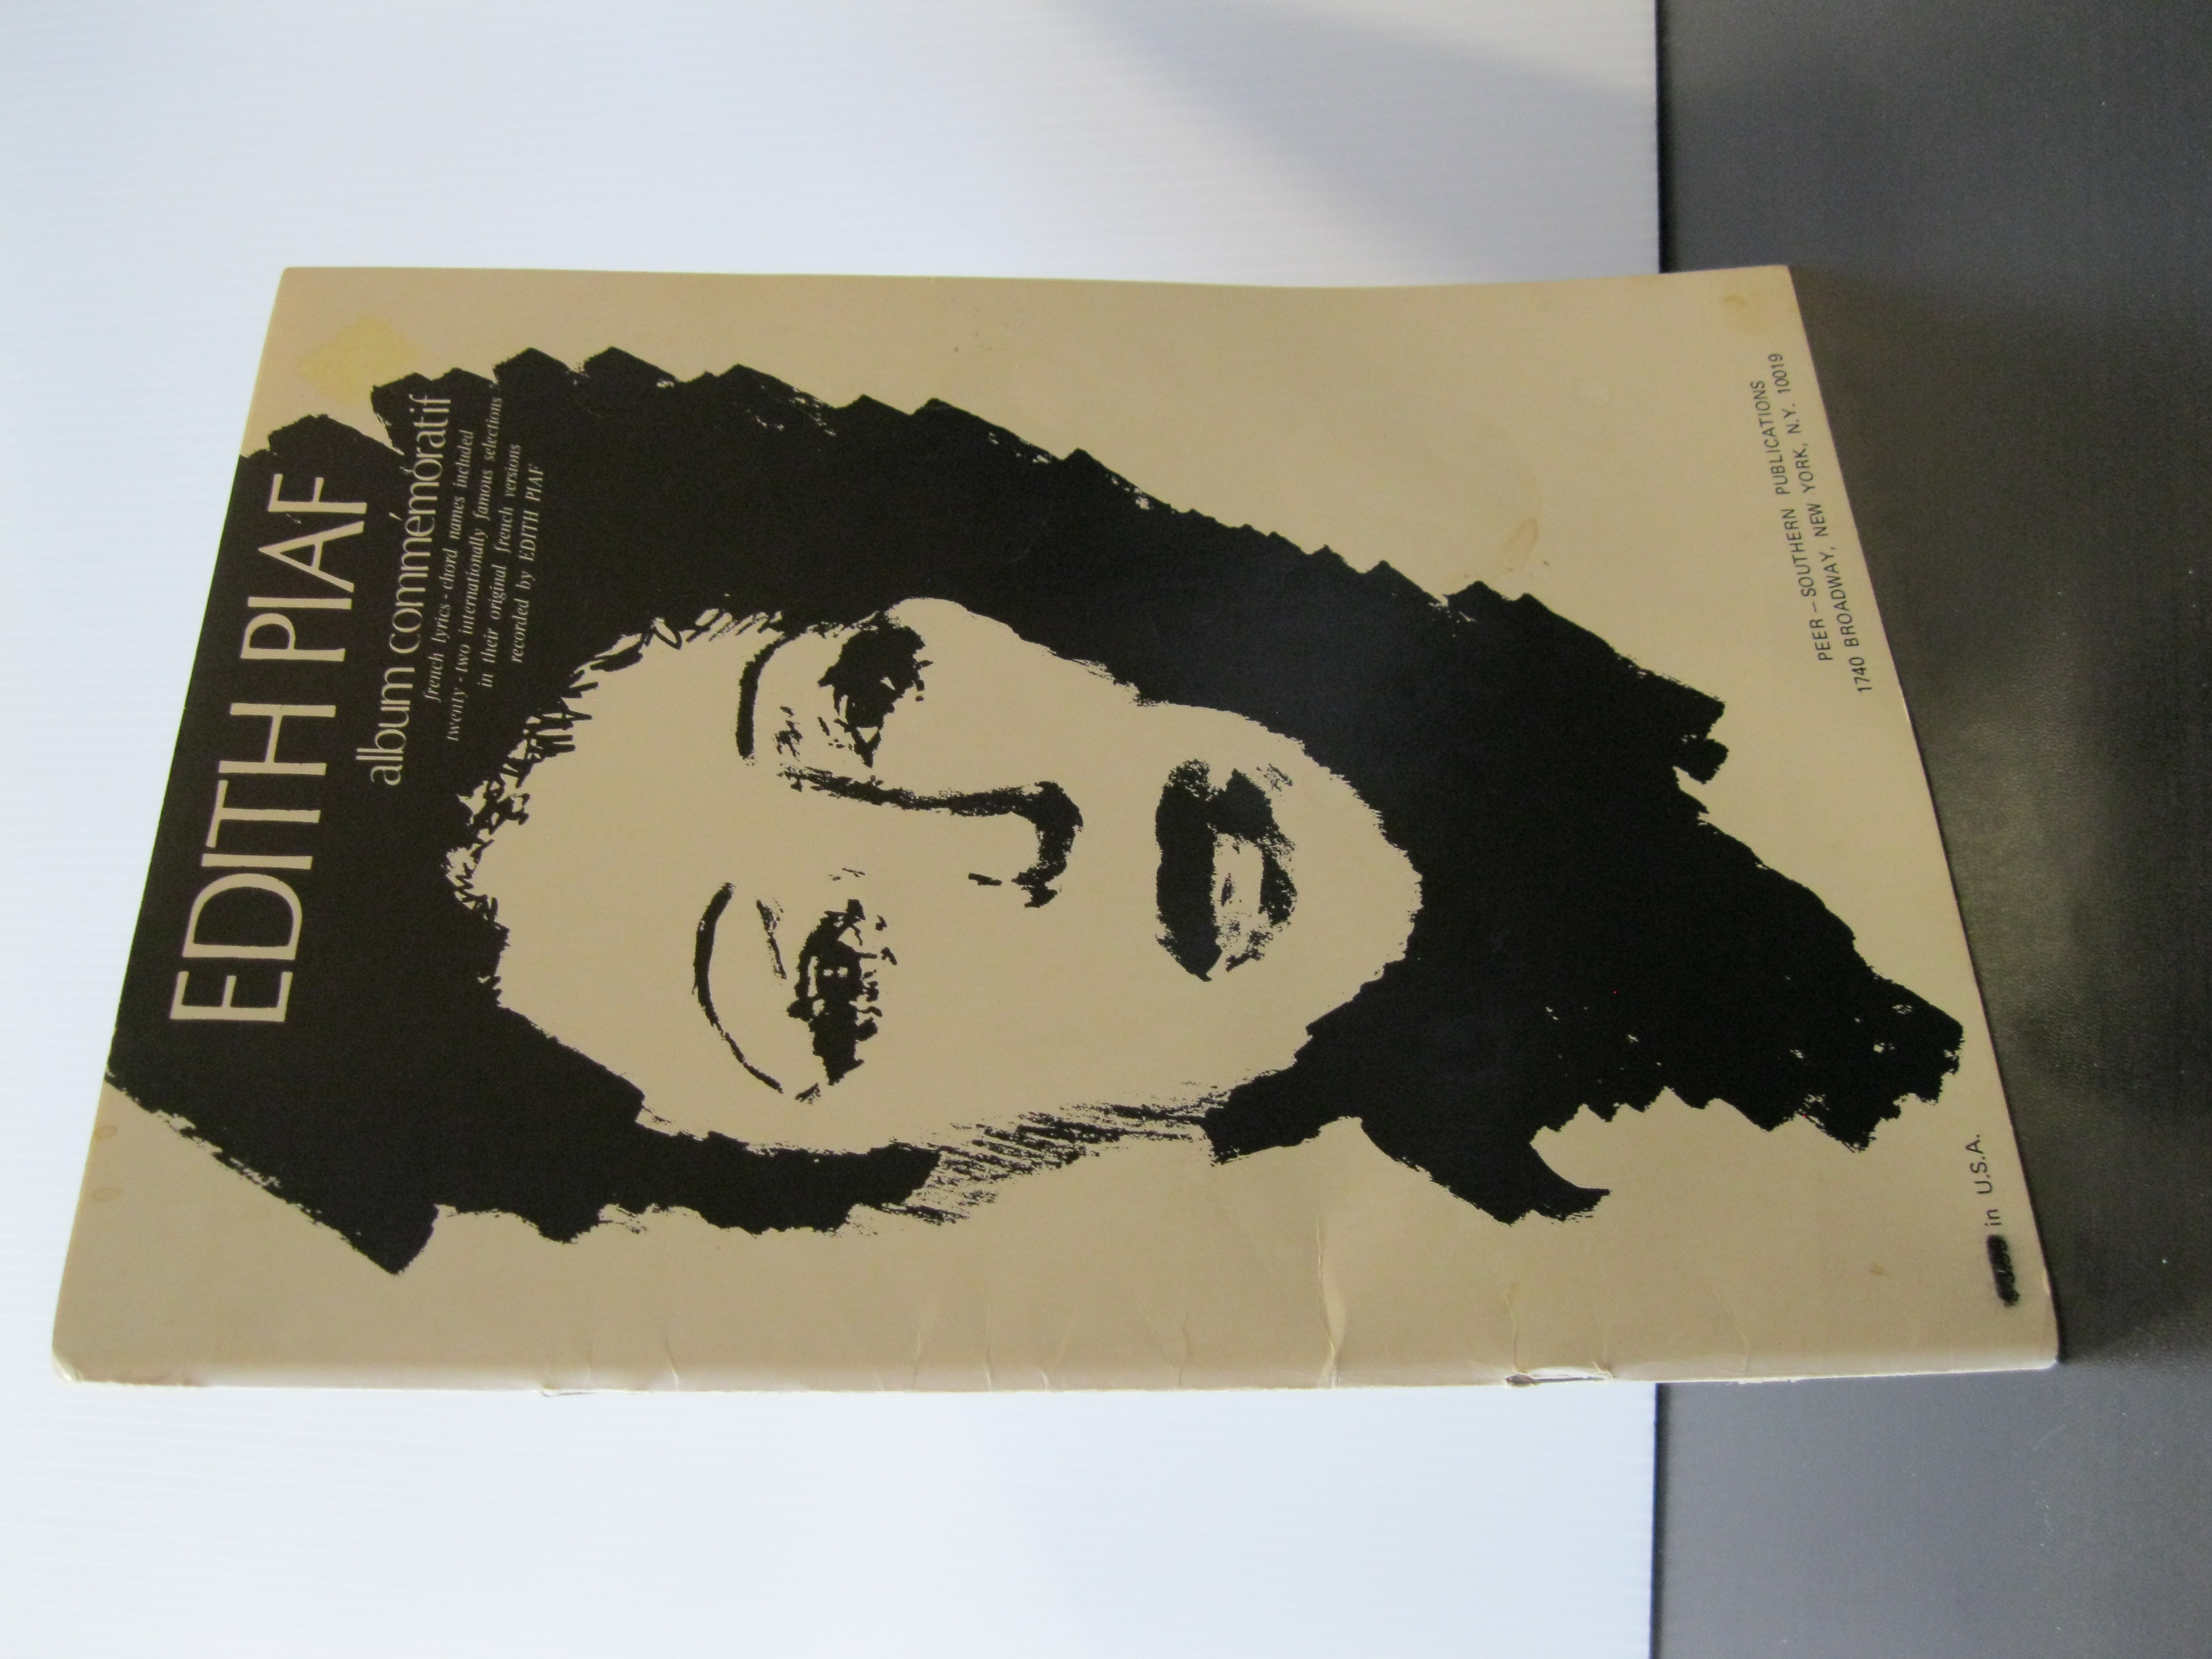 EDITH PIAF
album commémoratif
french lyrics - chord names included
twenty - two internationally famous selections
in their original french versions
recorded by EDITH PIAF
PEER – SOUTHERN PUBLICATIONS
1740 BROADWAY, NEW YORK, N.Y. 10019
in U.S.A.